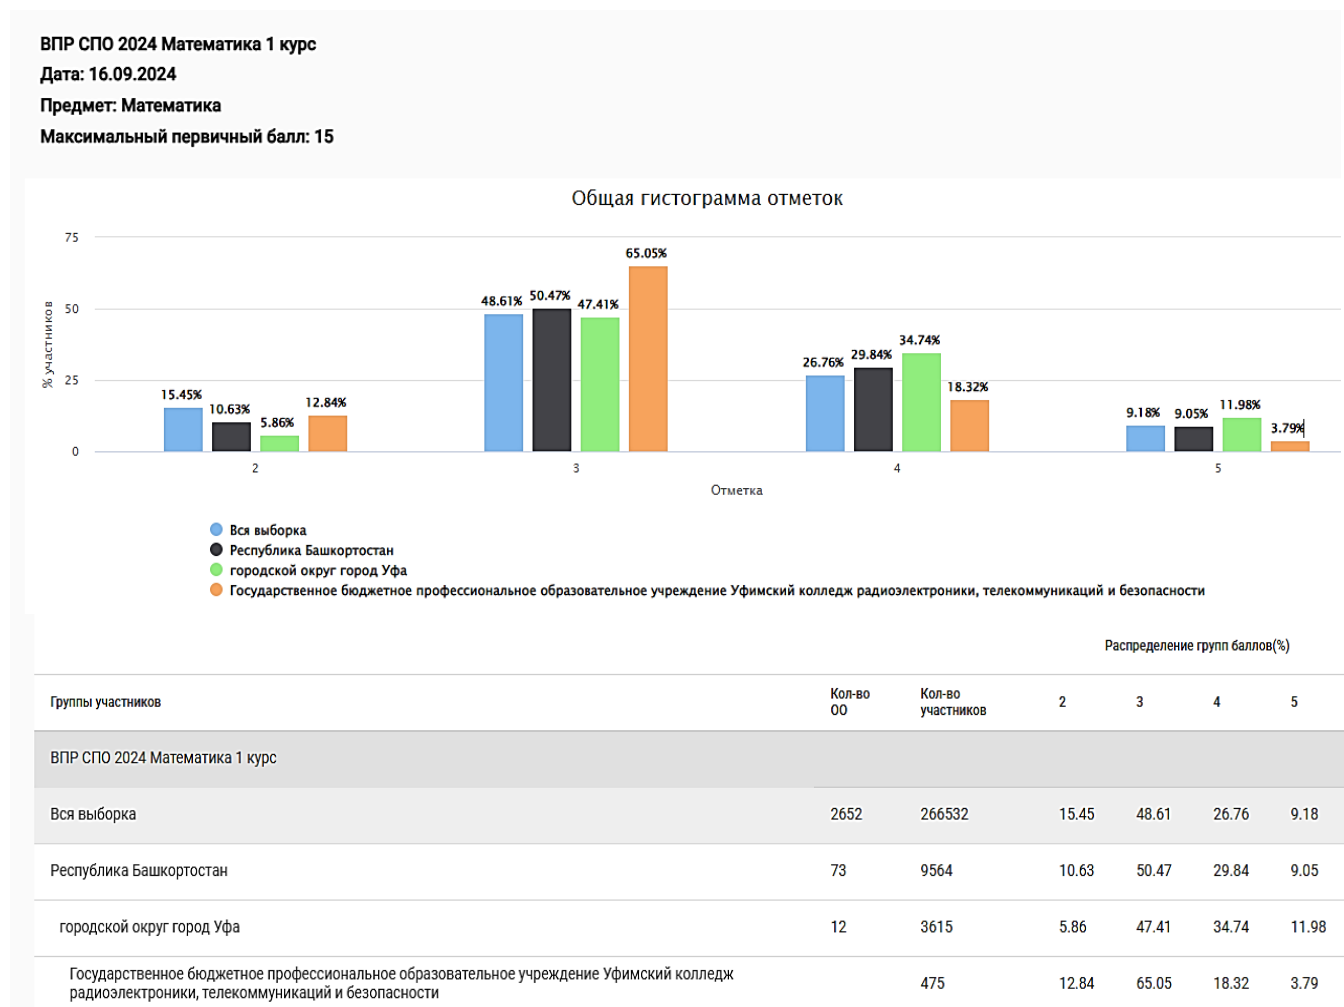 ВПР СПО 2024 Математика 1 курс
Дата: 16.09.2024
Предмет: Математика
Максимальный первичный балл: 15
Общая гистограмма отметок
% участников
75
50
25
0
15.45% 10.63% 5.86% 12.84%
48.61% 50.47% 47.41% 65.05%
26.76% 29.84% 34.74% 18.32%
9.18% 9.05% 11.98% 3.79%
2 3 4 5
Отметка
Вся выборка
Республика Башкортостан
городской округ город Уфа
Государственное бюджетное профессиональное образовательное учреждение Уфимский колледж радиоэлектроники, телекоммуникаций и безопасности
Распределение групп баллов(%)
Группы участников Кол-во ОО Кол-во участников 2 3 4 5
ВПР СПО 2024 Математика 1 курс
Вся выборка 2652 266532 15.45 48.61 26.76 9.18
Республика Башкортостан 73 9564 10.63 50.47 29.84 9.05
городской округ город Уфа 12 3615 5.86 47.41 34.74 11.98
Государственное бюджетное профессиональное образовательное учреждение Уфимский колледж
радиоэлектроники, телекоммуникаций и безопасности 475 12.84 65.05 18.32 3.79